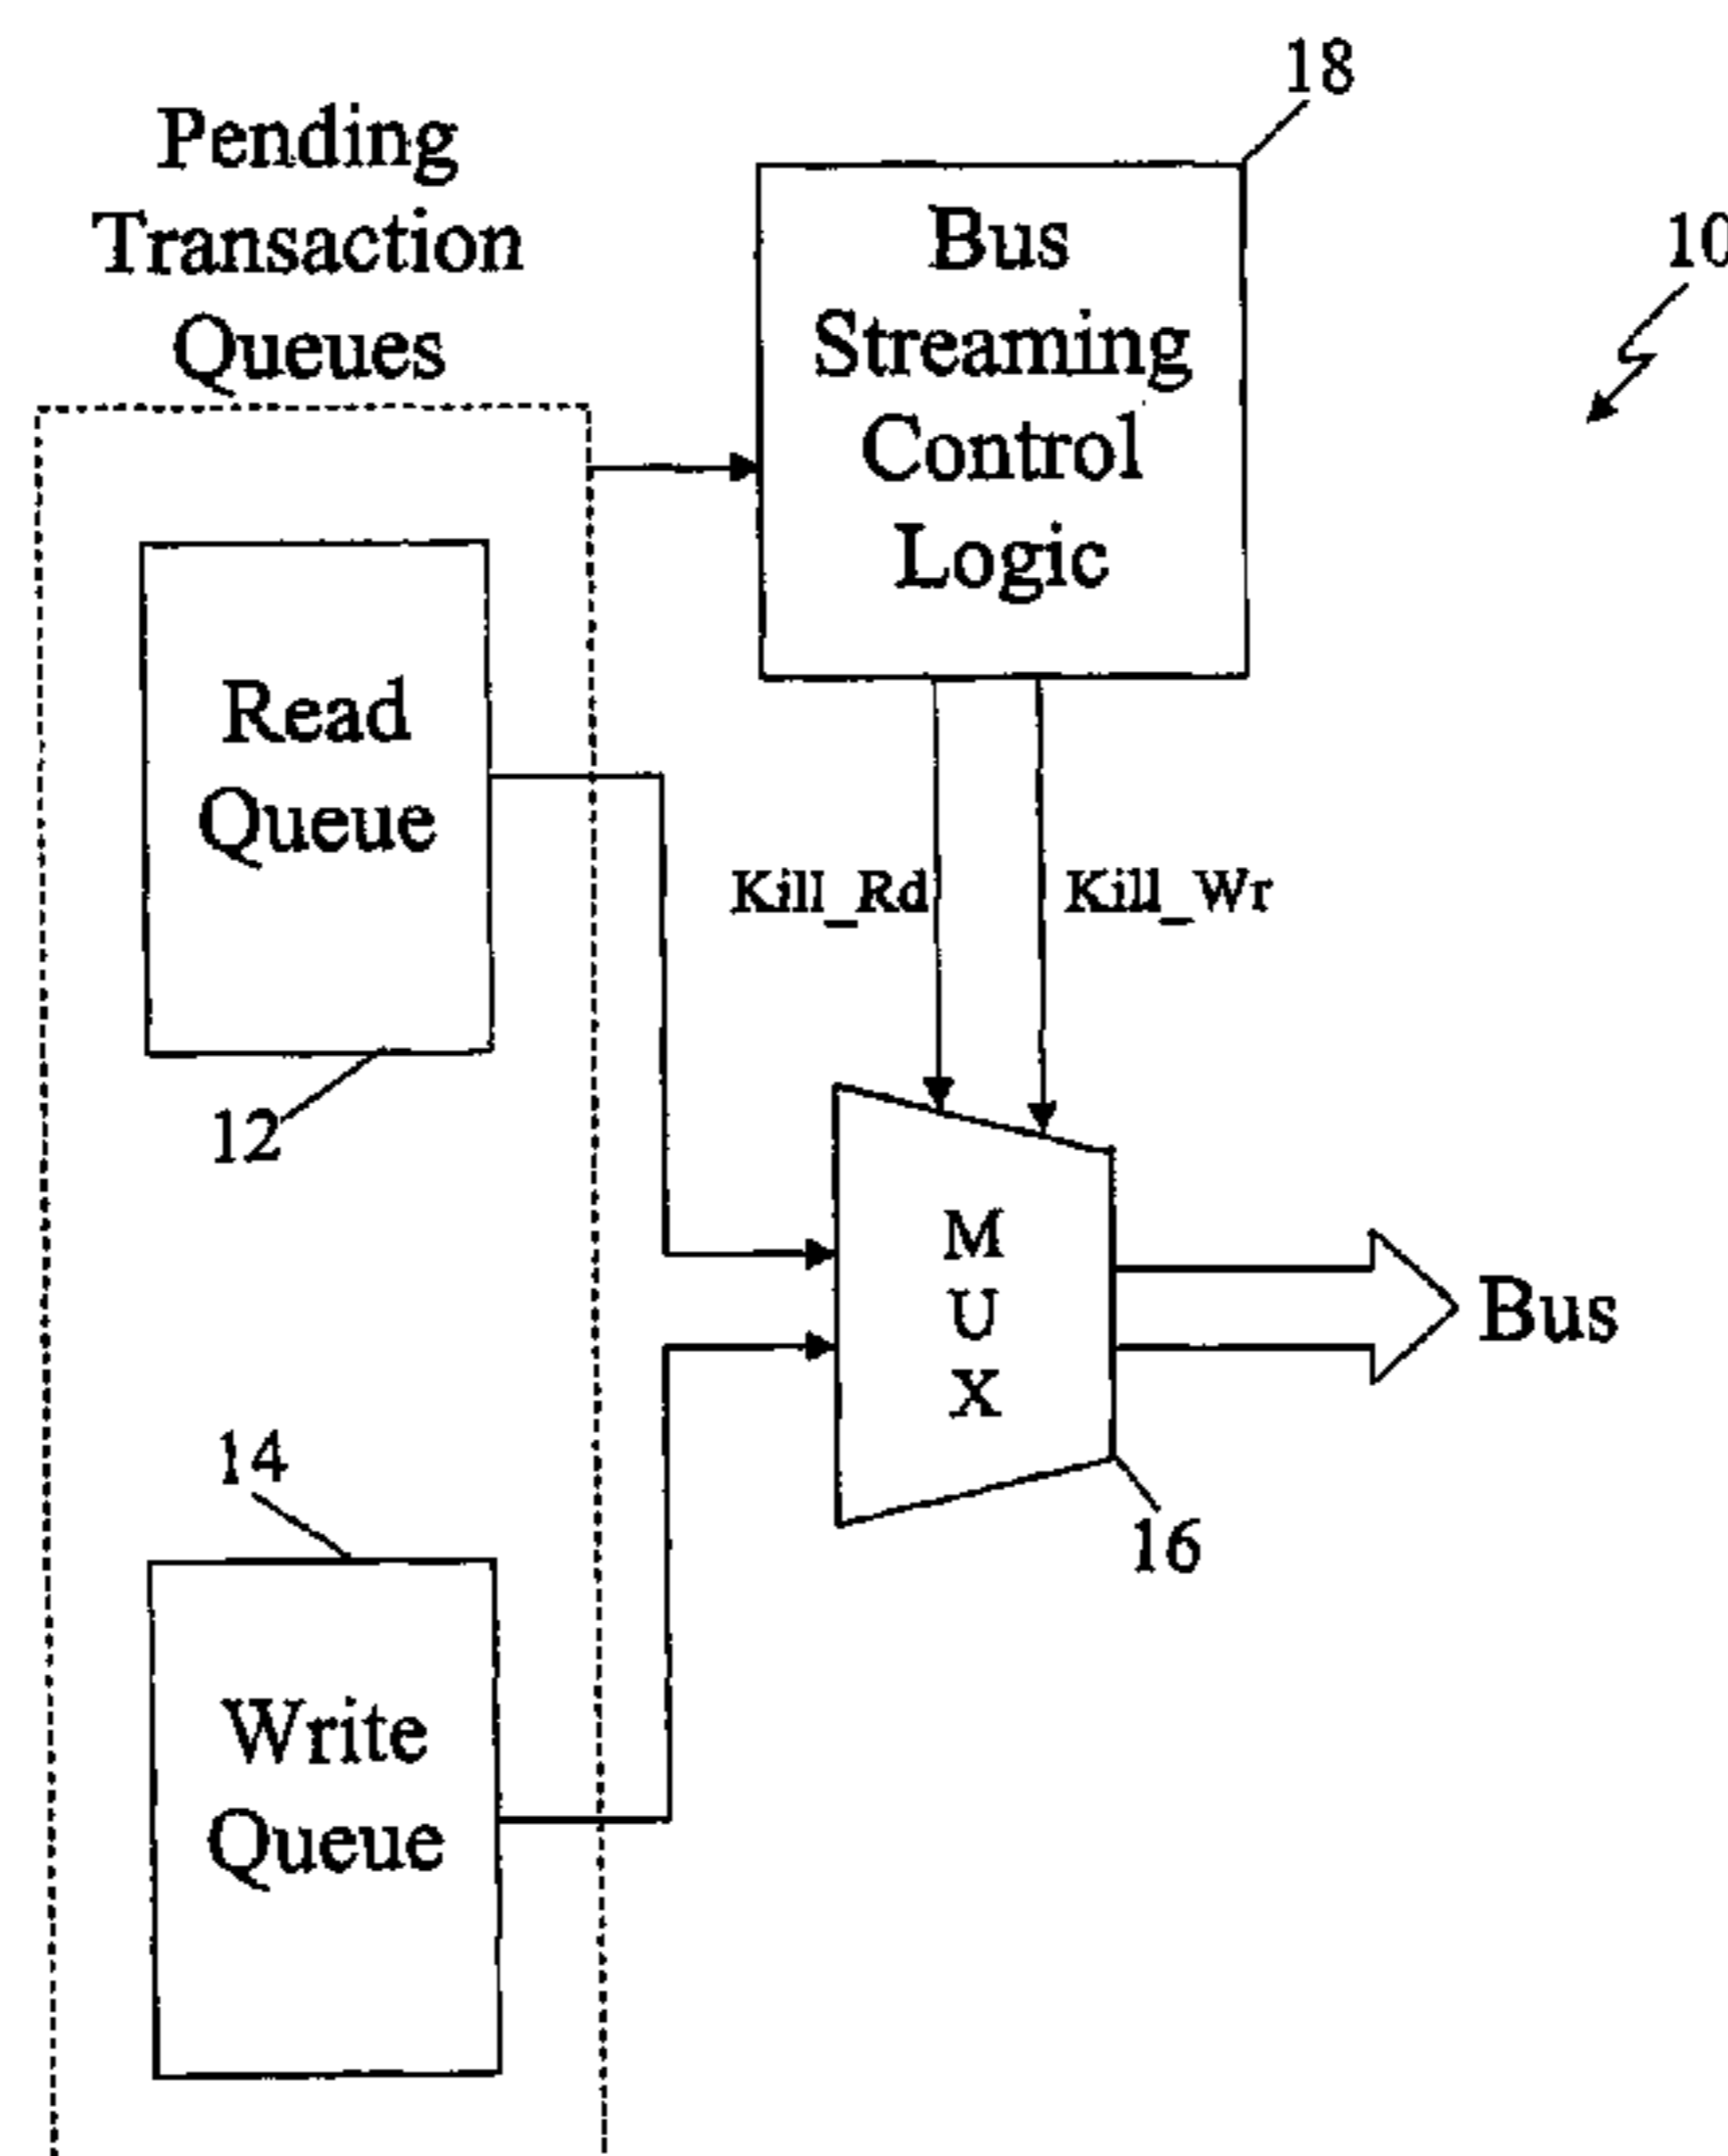 18
Pending
Transaction
Queues
Bus
Streaming
Control
Logic
10
Read
Queue
Kill_Rd
Kill_Wr
12
M
U
X
Bus
14
16
Write
Queue